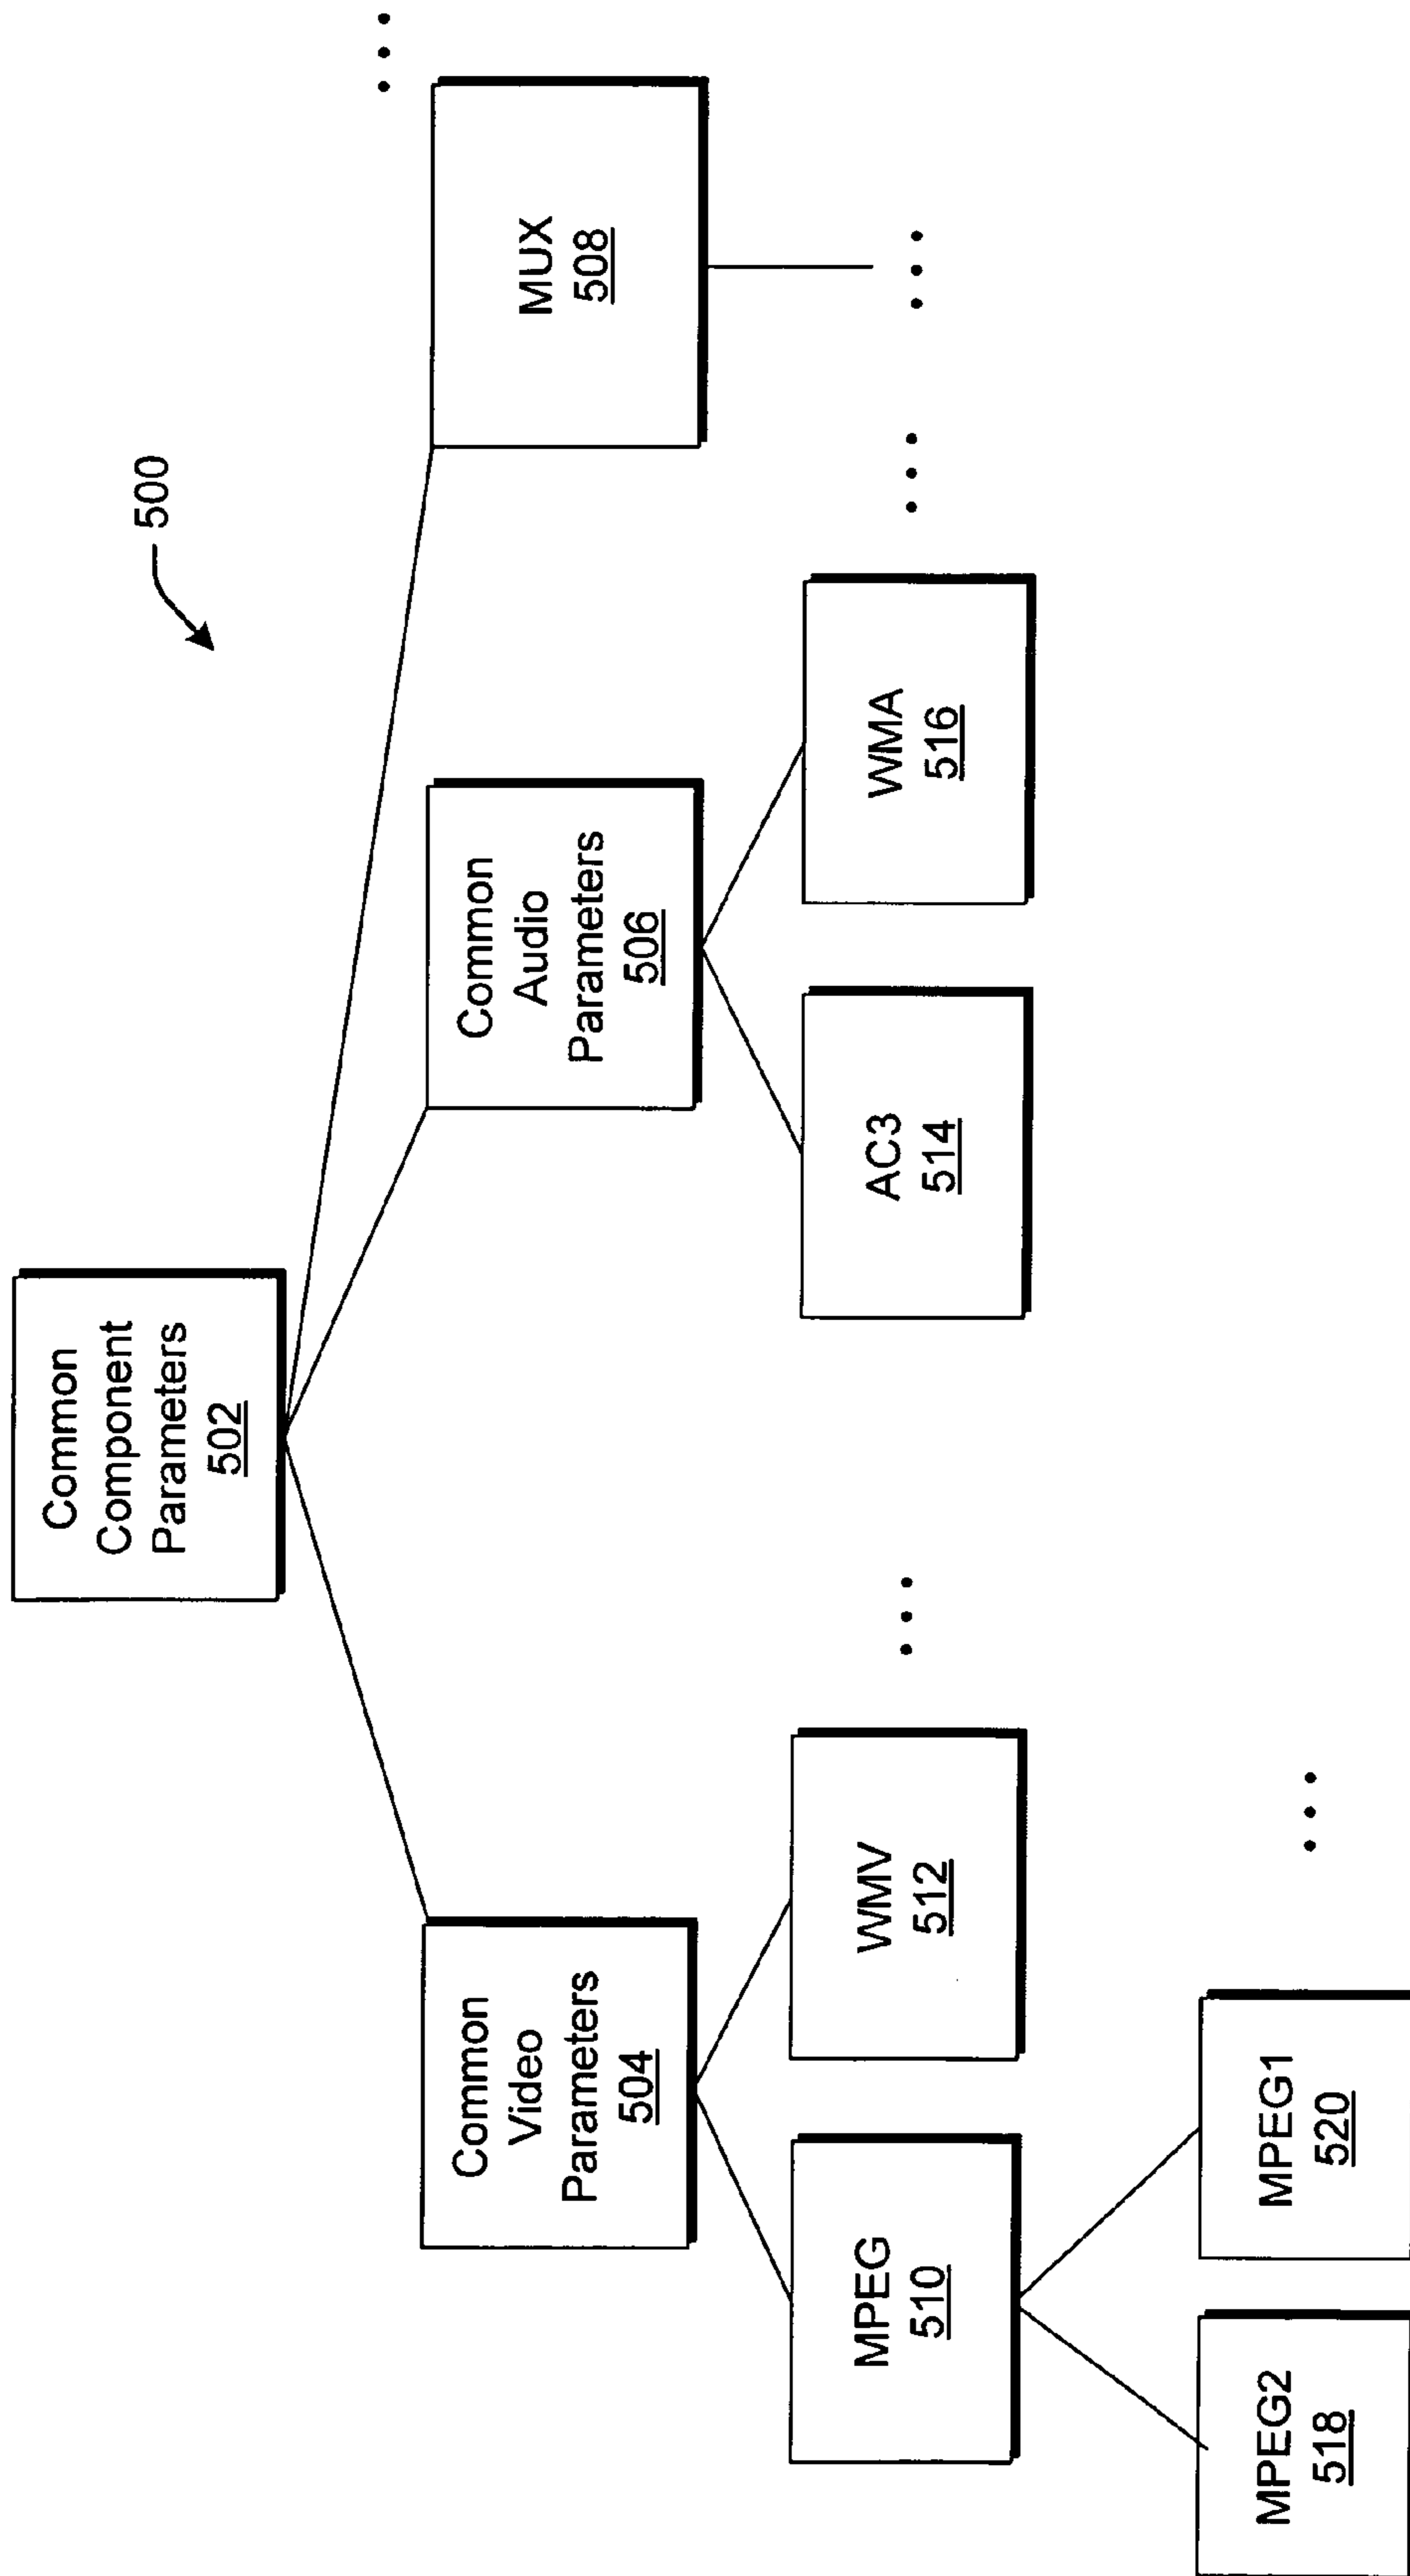 500
Common
Component
Parameters
502
Common
Video
Parameters
504
Common
Audio
Parameters
506
MUX
508
MPEG
510
WMV
512
AC3
514
WMA
516
MPEG2
518
MPEG1
520